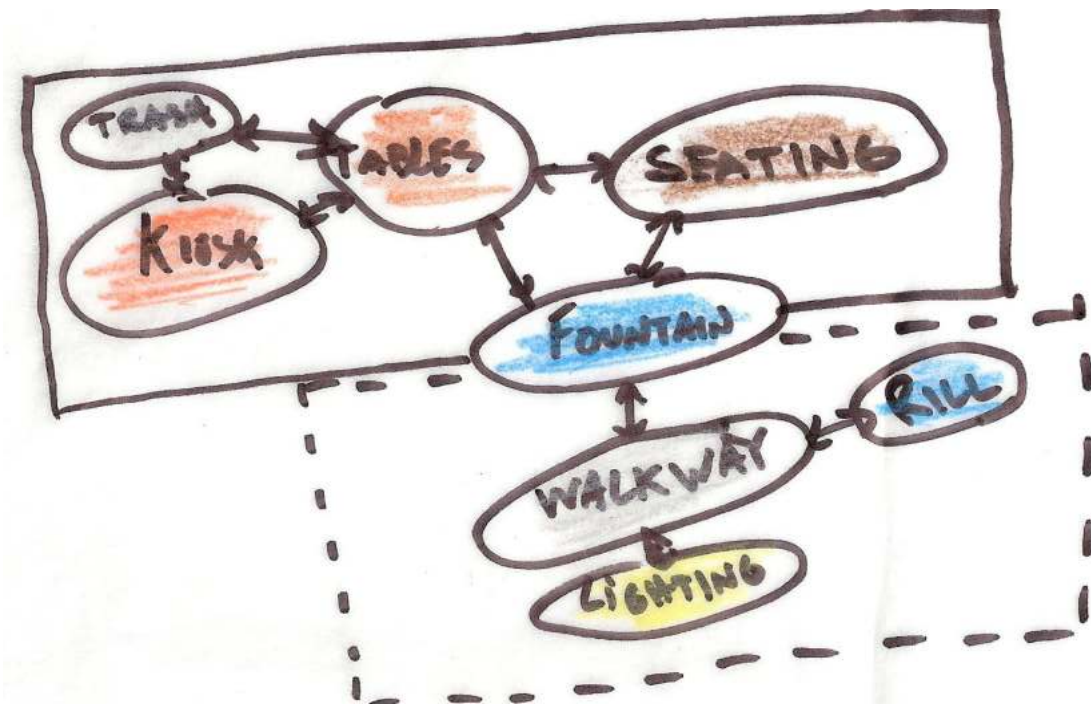 TRASH
TABLES
SEATING
KIOSK
FOUNTAIN
RILL
WALKWAY
LIGHTING